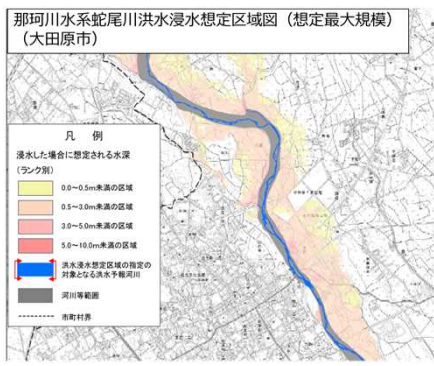 那珂川水系蛇尾川洪水浸水想定区域図（想定最大規模）
（大田原市）
凡　例
浸水した場合に想定される水深
（ランク別）
0.0～0.5m未満の区域
0.5～3.0m未満の区域
3.0～5.0m未満の区域
5.0～10.0m未満の区域
洪水浸水想定区域の指定の
対象となる洪水予報河川
河川等範囲
市町村界